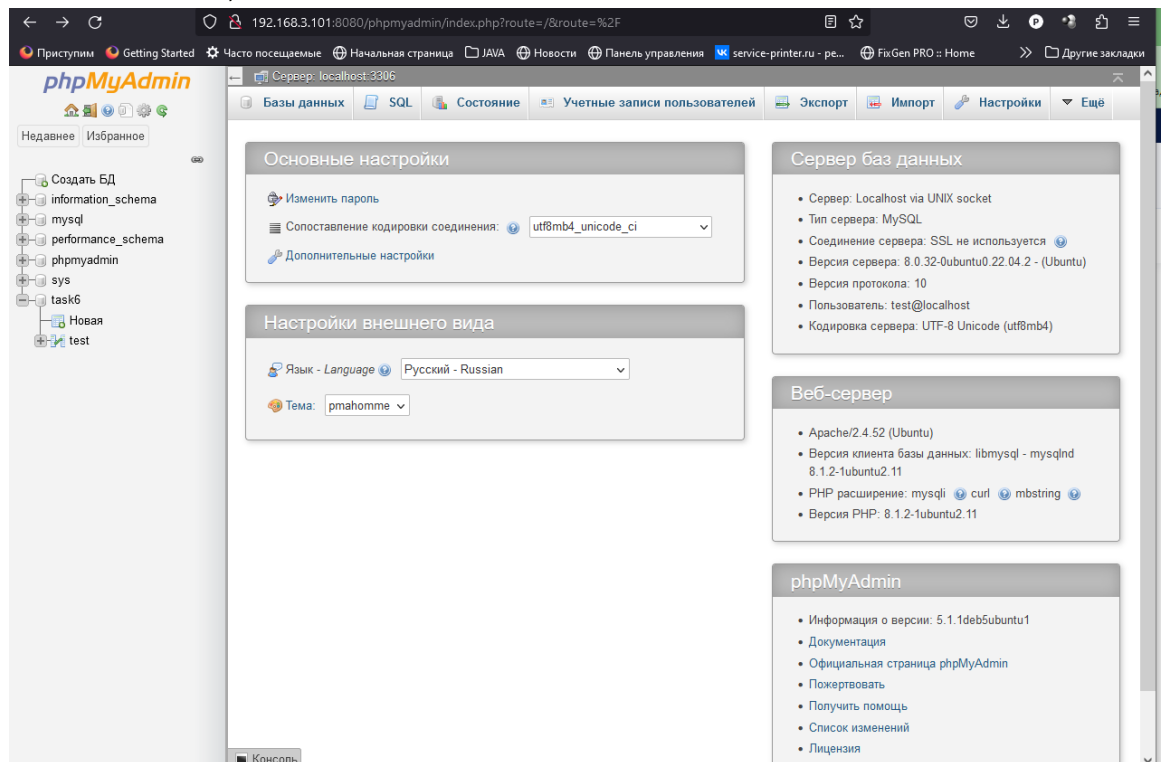 192.168.3.101:8080/phpmyadmin/index.php?route=/&route=%2F
Приступим Getting Started Часто посещаемые Начальная страница JAVA Новости Панель управления service-printer.ru - ре... FixGen PRO :: Home Другие закладки
phpMyAdmin
Недавнее Избранное
Создать БД
information_schema
mysql
performance_schema
phpmyadmin
sys
task6
Новая
test
Сервер: localhost:3306
Базы данных SQL Состояние Учетные записи пользователей Экспорт Импорт Настройки Ещё
Основные настройки
Изменить пароль
Сопоставление кодировки соединения: utf8mb4_unicode_ci
Дополнительные настройки
Настройки внешнего вида
Язык - Language Русский - Russian
Тема: pmahomme
Сервер баз данных
Сервер: Localhost via UNIX socket
Тип сервера: MySQL
Соединение сервера: SSL не используется
Версия сервера: 8.0.32-0ubuntu0.22.04.2 - (Ubuntu)
Версия протокола: 10
Пользователь: test@localhost
Кодировка сервера: UTF-8 Unicode (utf8mb4)
Веб-сервер
Apache/2.4.52 (Ubuntu)
Версия клиента базы данных: libmysql - mysqlnd
8.1.2-1ubuntu2.11
PHP расширение: mysqli curl mbstring
Версия PHP: 8.1.2-1ubuntu2.11
phpMyAdmin
Информация о версии: 5.1.1deb5ubuntu1
Документация
Официальная страница phpMyAdmin
Пожертвовать
Получить помощь
Список изменений
Лицензия
Консоль